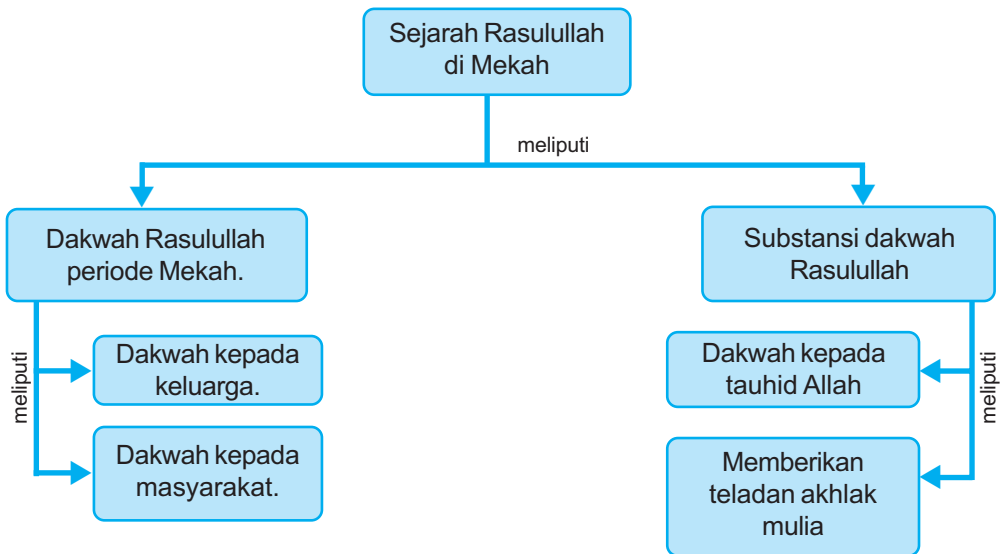 Sejarah Rasulullah
di Mekah
meliputi
Dakwah Rasulullah
periode Mekah.
meliputi
Dakwah kepada
keluarga.
Dakwah kepada
masyarakat.
Substansi dakwah
Rasulullah
meliputi
Dakwah kepada
tauhid Allah
Memberikan
teladan akhlak
mulia